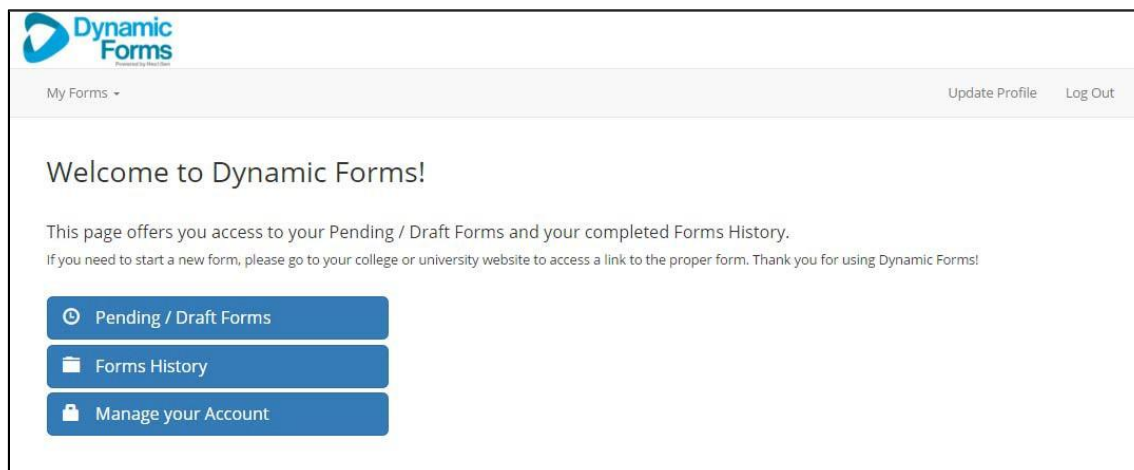 Dynamic
Forms
My Forms
Update Profile
Log Out
Welcome to Dynamic Forms!
This page offers you access to your Pending / Draft Forms and your completed Forms History.
If you need to start a new form, please go to your college or university website to access a link to the proper form. Thank you for using Dynamic Forms!
Pending / Draft Forms
Forms History
Manage your Account